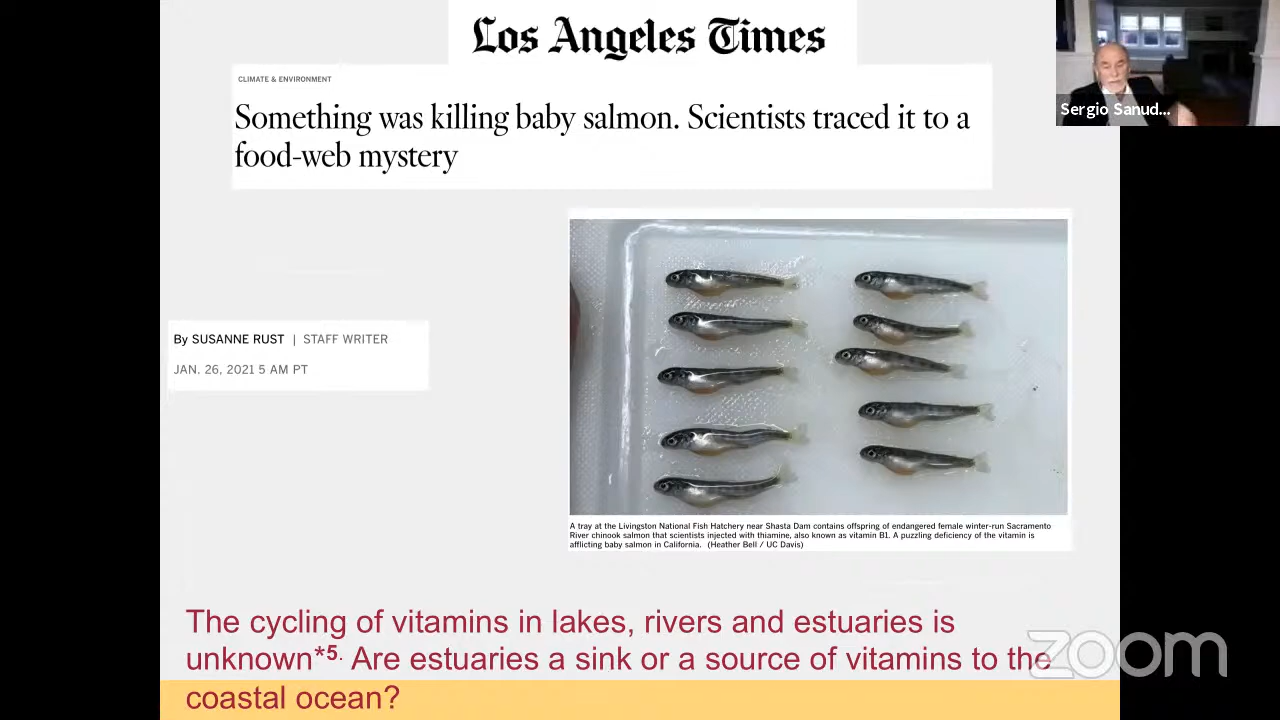 Los Angeles Times
CLIMATE & ENVIRONMENT
Something was killing baby salmon. Scientists traced it to a
food-web mystery
By SUSANNE RUST | STAFF WRITER
JAN. 26, 2021 5 AM PT
A tray at the Livingston National Fish Hatchery near Shasta Dam contains offspring of endangered female winter-run Sacramento
River chinook salmon that scientists injected with thiamine, also known as vitamin B1. A puzzling deficiency of the vitamin is
afflicting baby salmon in California. (Heather Bell / UC Davis)
The cycling of vitamins in lakes, rivers and estuaries is
unknown*5. Are estuaries a sink or a source of vitamins to the
coastal ocean?
Sergio Sanud...
zoom